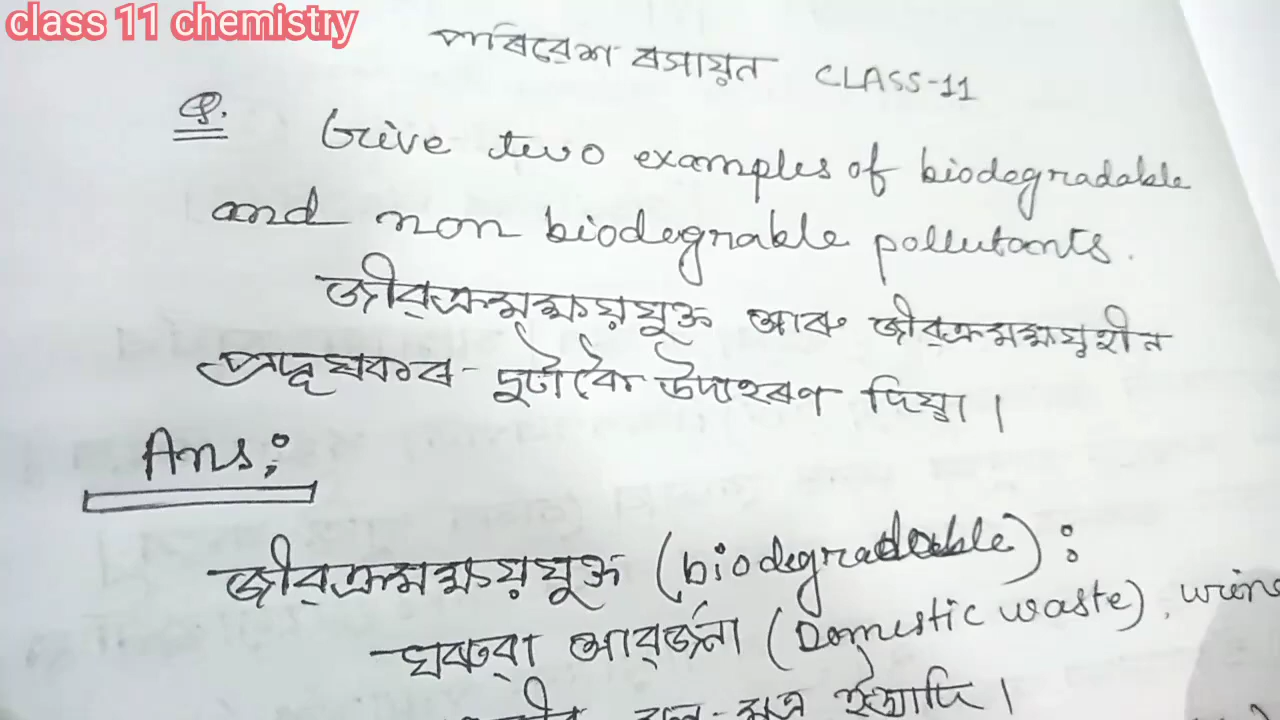 class 11 chemistry
পৰিৱেশ ৰসায়ন CLASS-11
Q. Give two examples of biodegradable
and non biodegrable pollutants.
জীৱক্ৰমক্ষয়যুক্ত আৰু জীৱক্ৰমক্ষয়হীন
প্ৰদূষকৰ দুটাকৈ উদাহৰণ দিয়া।
Ans:
জীৱক্ৰমক্ষয়যুক্ত (biodegradable):
ঘৰুৱা আৱৰ্জনা (Domestic waste), urine
মল-মূত্ৰ ইত্যাদি।